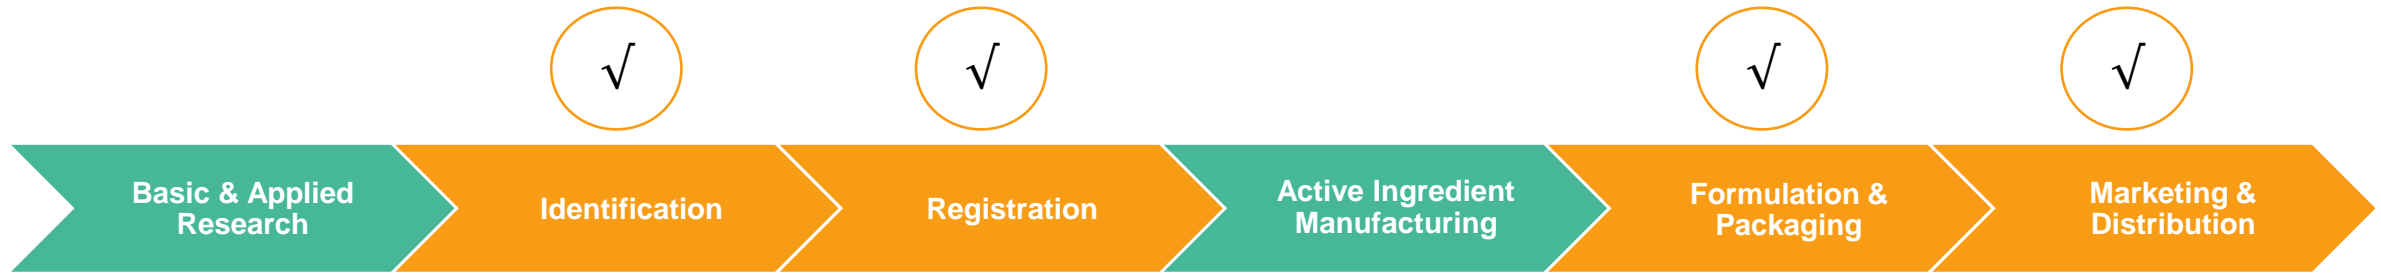 √
√
√
√
Basic & Applied
Research
Identification
Registration
Active Ingredient
Manufacturing
Formulation &
Packaging
Marketing &
Distribution